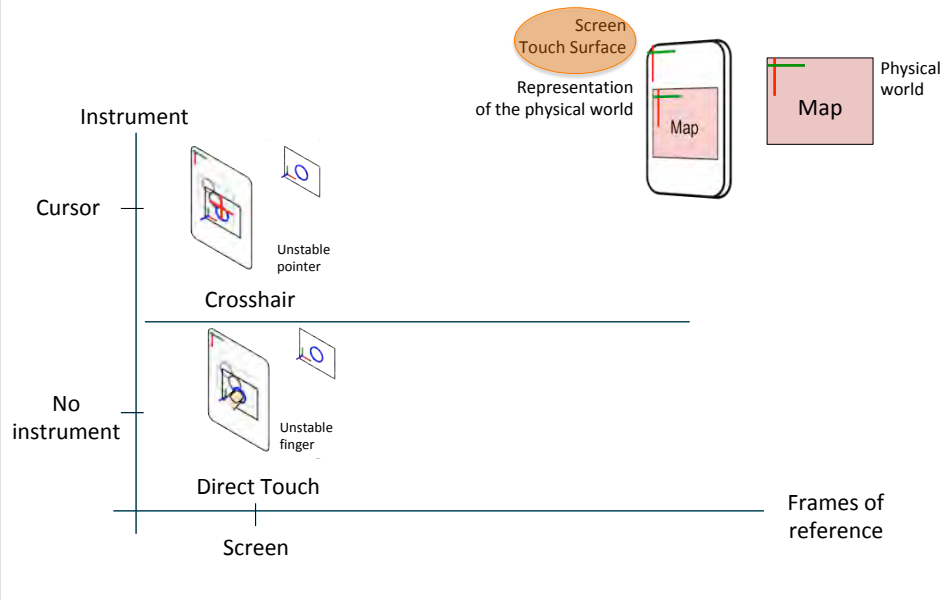 Screen
Touch Surface
Representation
of the physical world
Map
Map
Physical
world
Instrument
Cursor
Unstable
pointer
Crosshair
No
instrument
Unstable
finger
Direct Touch
Screen
Frames of
reference